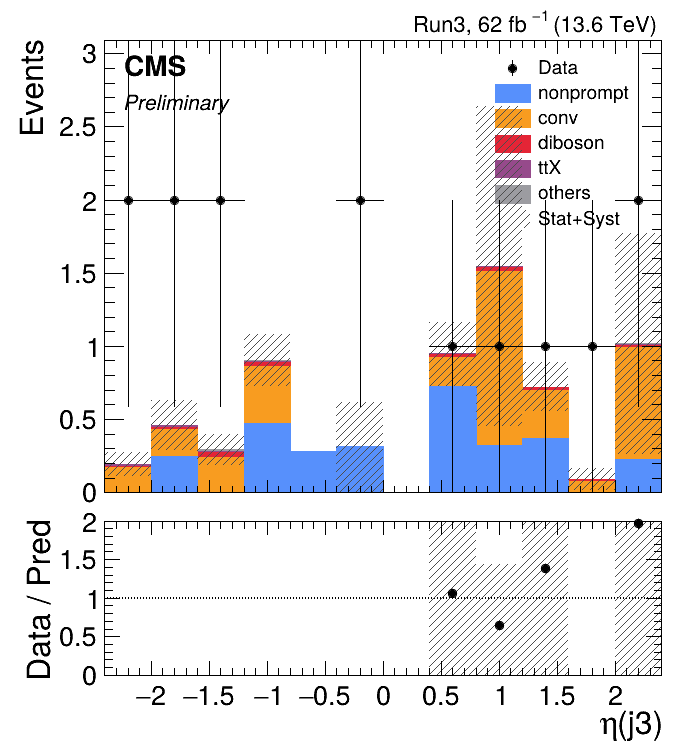 Run3, 62 fb⁻¹ (13.6 TeV)
CMS
Preliminary
Events
3
2.5
2
1.5
1
0.5
0
Data
nonprompt
conv
diboson
ttX
others
Stat+Syst
Data / Pred
2
1.5
1
0.5
0
−2 −1.5 −1 −0.5 0 0.5 1 1.5 2
η(j3)